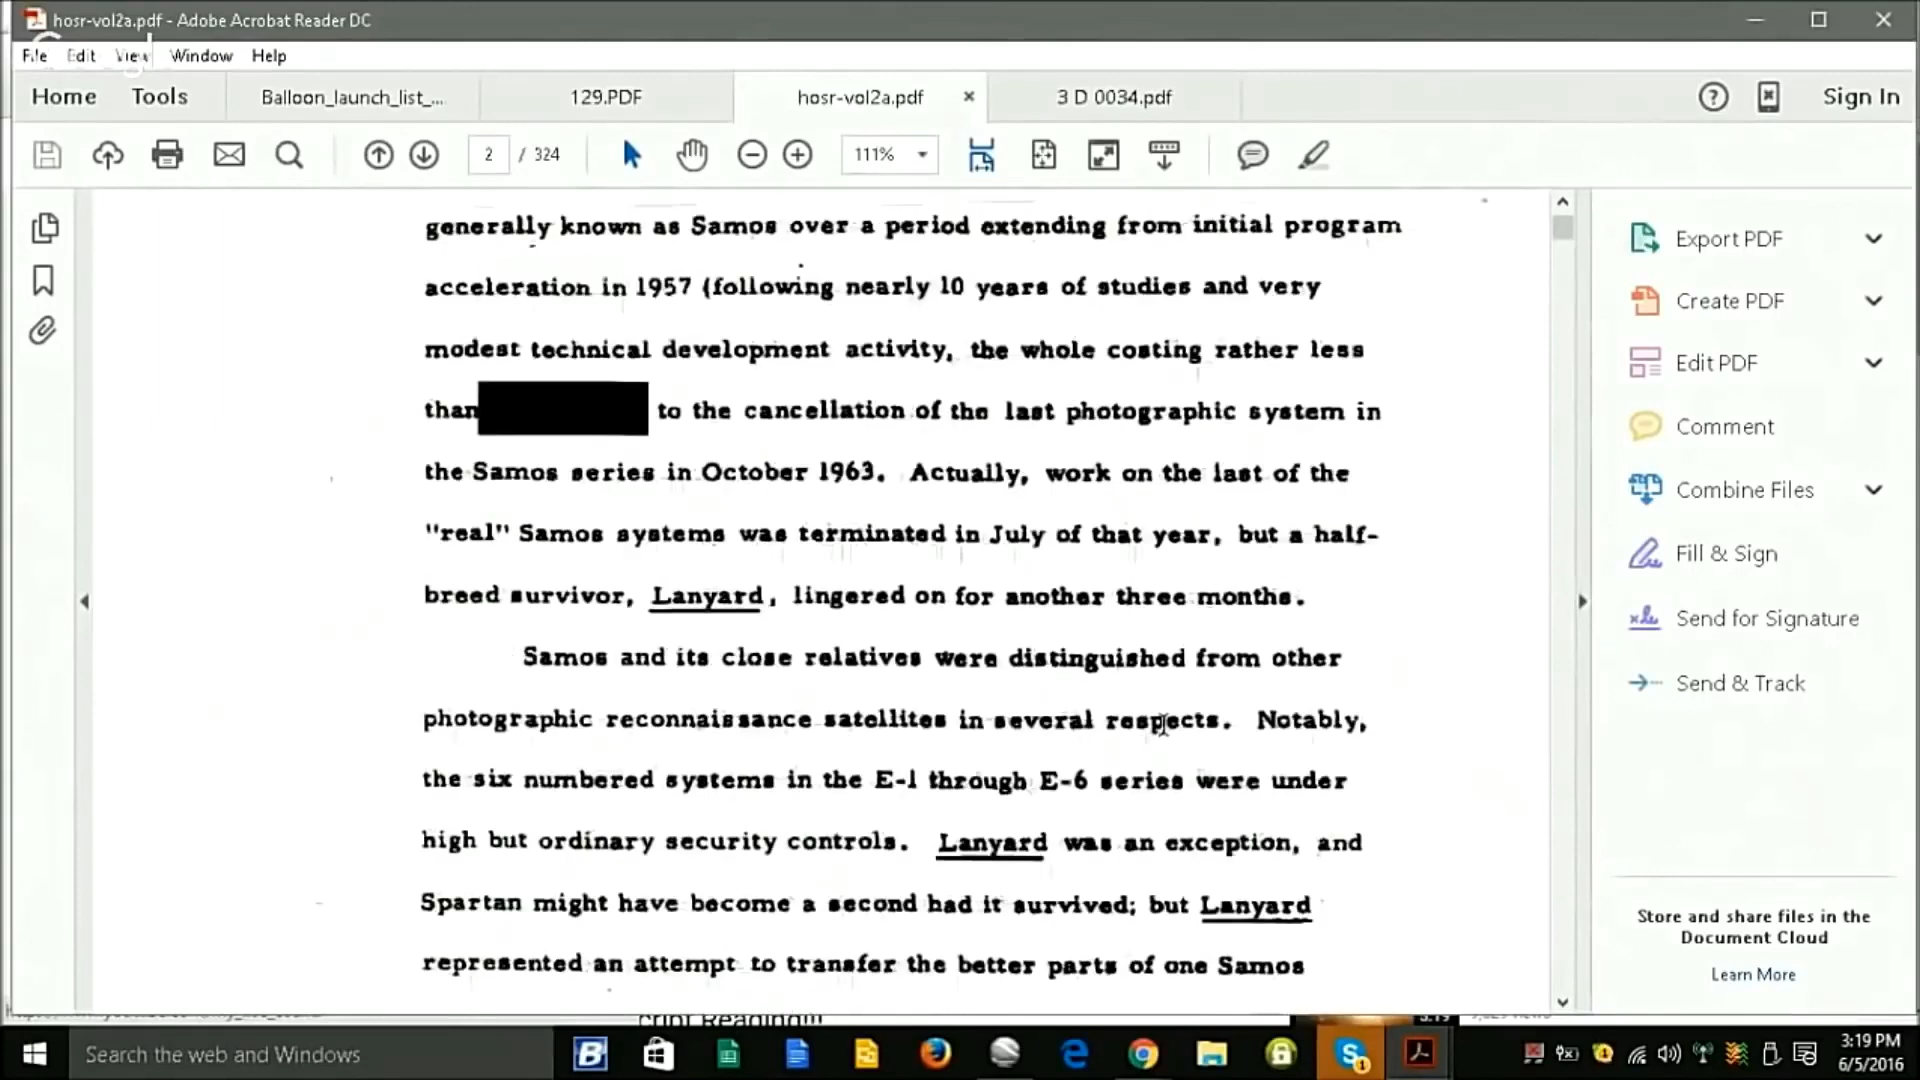 hosr-vol2a.pdf - Adobe Acrobat Reader DC
File Edit View Window Help
Home Tools Balloon_launch_list_... 129.PDF hosr-vol2a.pdf 3 D 0034.pdf Sign In
2 / 324 111%
generally known as Samos over a period extending from initial program
acceleration in 1957 (following nearly 10 years of studies and very
modest technical development activity, the whole costing rather less
than to the cancellation of the last photographic system in
the Samos series in October 1963. Actually, work on the last of the
"real" Samos systems was terminated in July of that year, but a half-
breed survivor, Lanyard, lingered on for another three months.
Samos and its close relatives were distinguished from other
photographic reconnaissance satellites in several respects. Notably,
the six numbered systems in the E-1 through E-6 series were under
high but ordinary security controls. Lanyard was an exception, and
Spartan might have become a second had it survived; but Lanyard
represented an attempt to transfer the better parts of one Samos
Export PDF
Create PDF
Edit PDF
Comment
Combine Files
Fill & Sign
Send for Signature
Send & Track
Store and share files in the
Document Cloud
Learn More
Search the web and Windows
3:19 PM
6/5/2016